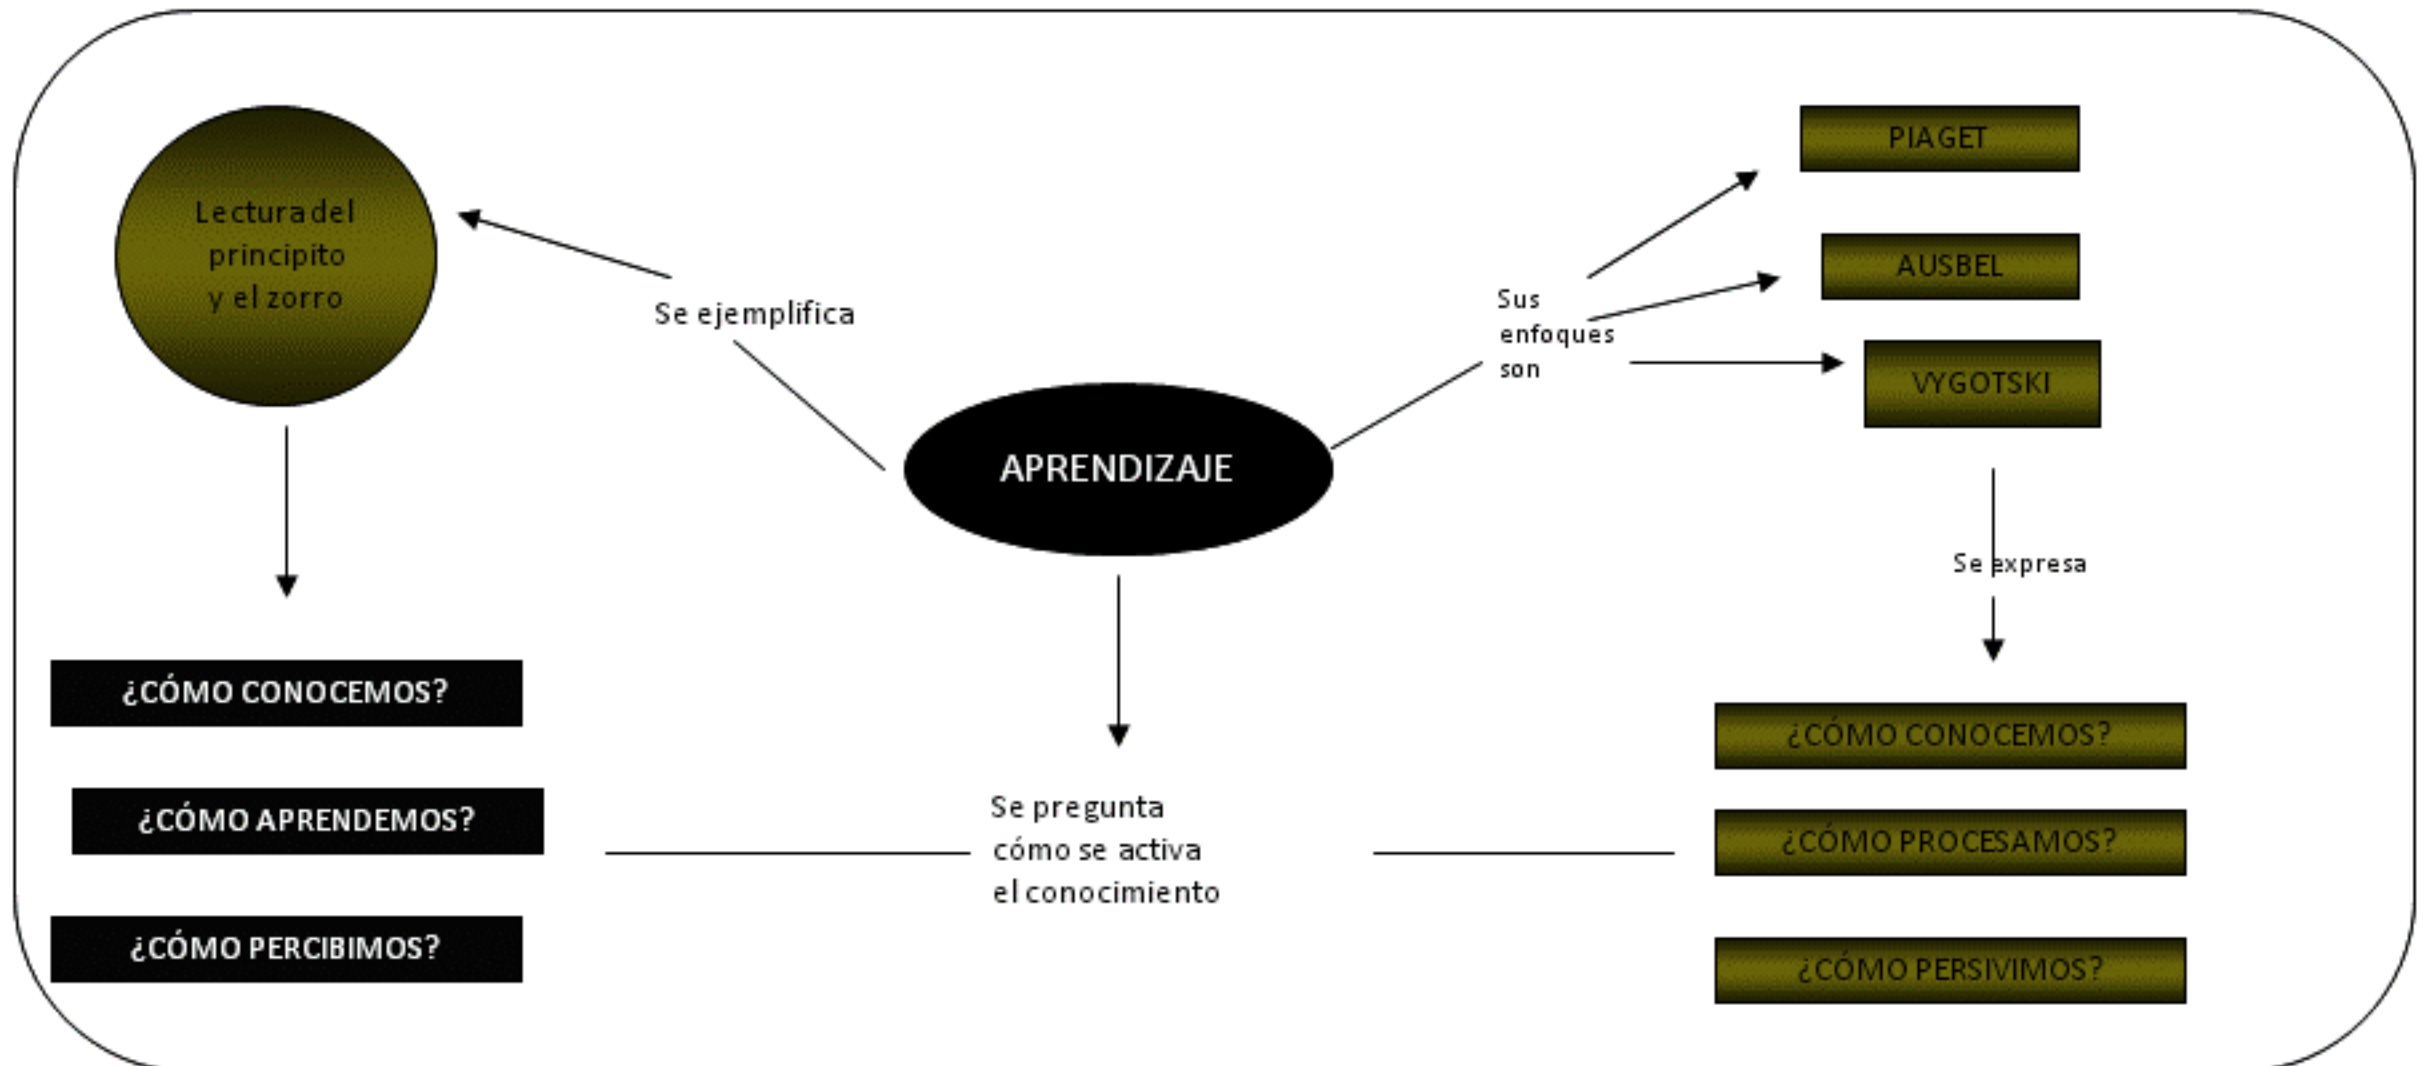 Lectura del
principito
y el zorro
Se ejemplifica
APRENDIZAJE
Sus
enfoques
son
PIAGET
AUSBEL
VYGOTSKI
Se expresa
¿CÓMO CONOCEMOS?
¿CÓMO APRENDEMOS?
¿CÓMO PERCIBIMOS?
Se pregunta
cómo se activa
el conocimiento
¿CÓMO CONOCEMOS?
¿CÓMO PROCESAMOS?
¿CÓMO PERSIVIMOS?